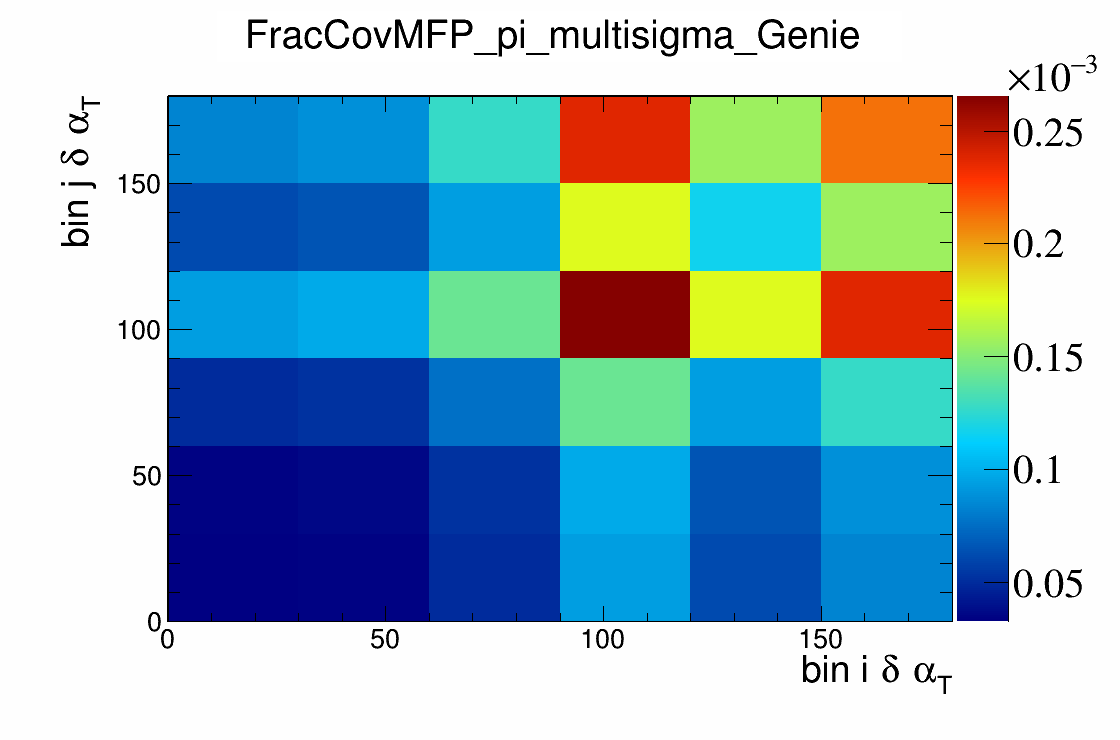 FracCovMFP_pi_multisigma_Genie
×10⁻³
bin j δ α_T
150
100
50
0
0 50 100 150
bin i δ α_T
0.25
0.2
0.15
0.1
0.05